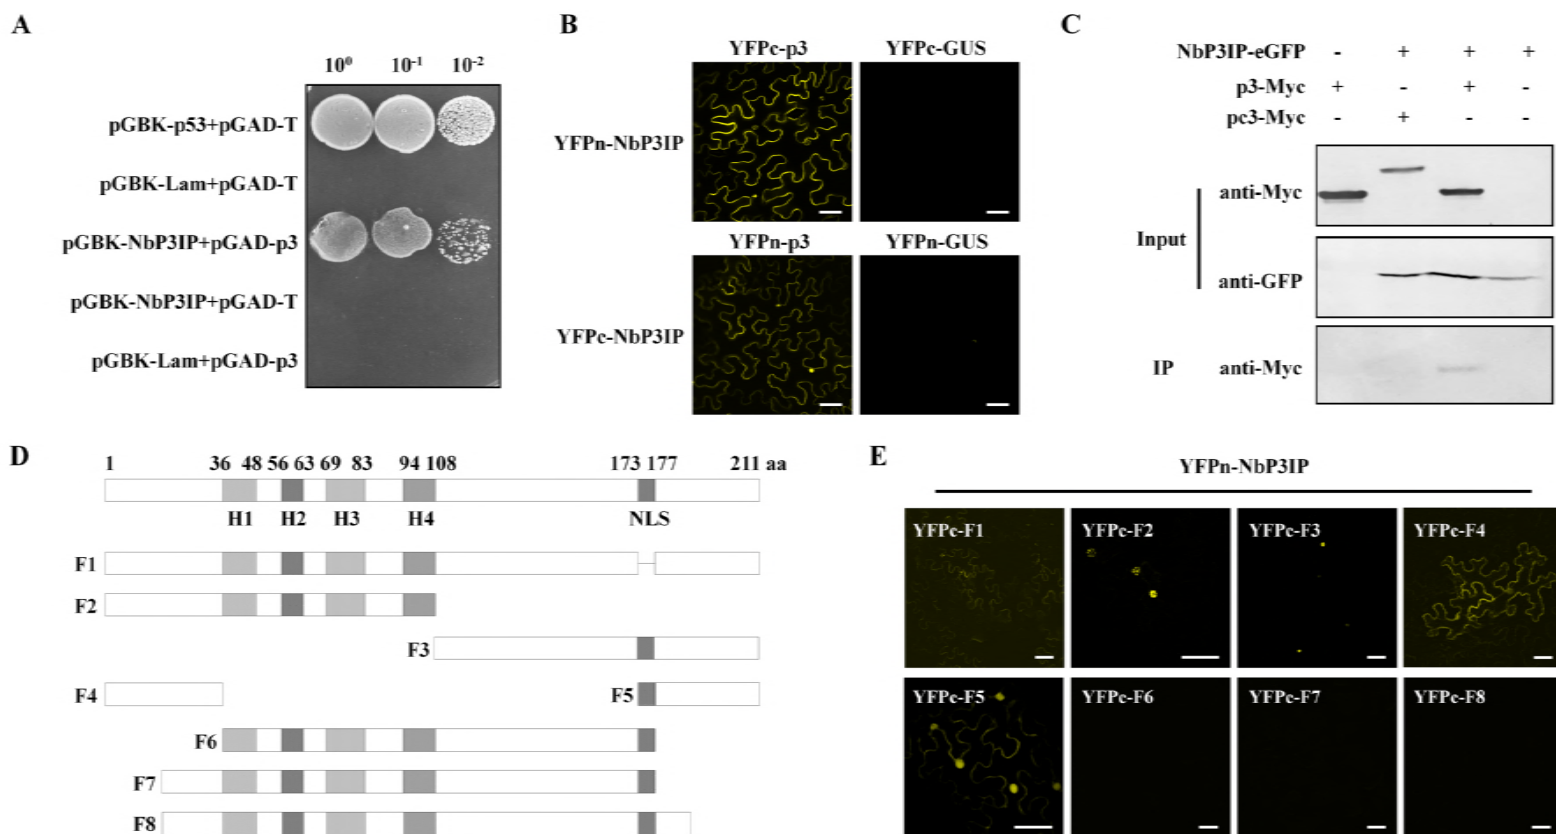 A
10⁰ 10⁻¹ 10⁻²
pGBK-p53+pGAD-T
pGBK-Lam+pGAD-T
pGBK-NbP3IP+pGAD-p3
pGBK-NbP3IP+pGAD-T
pGBK-Lam+pGAD-p3
B
YFPc-p3 YFPc-GUS
YFPn-NbP3IP
YFPn-p3 YFPn-GUS
YFPc-NbP3IP
C
NbP3IP-eGFP - + + +
p3-Myc + - + -
pc3-Myc - + - -
Input
anti-Myc
anti-GFP
IP anti-Myc
D
1 36 48 56 63 69 83 94 108 173 177 211 aa
H1 H2 H3 H4 NLS
F1
F2
F3
F4 F5
F6
F7
F8
E
YFPn-NbP3IP
YFPc-F1 YFPc-F2 YFPc-F3 YFPc-F4
YFPc-F5 YFPc-F6 YFPc-F7 YFPc-F8